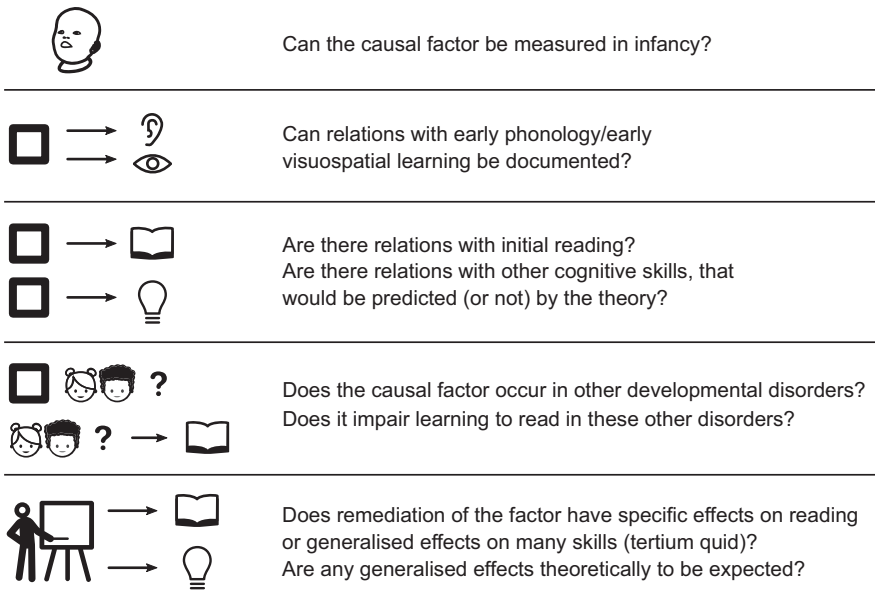 Can the causal factor be measured in infancy?
Can relations with early phonology/early
visuospatial learning be documented?
Are there relations with initial reading?
Are there relations with other cognitive skills, that
would be predicted (or not) by the theory?
?
Does the causal factor occur in other developmental disorders?
?
Does it impair learning to read in these other disorders?
Does remediation of the factor have specific effects on reading
or generalised effects on many skills (tertium quid)?
Are any generalised effects theoretically to be expected?